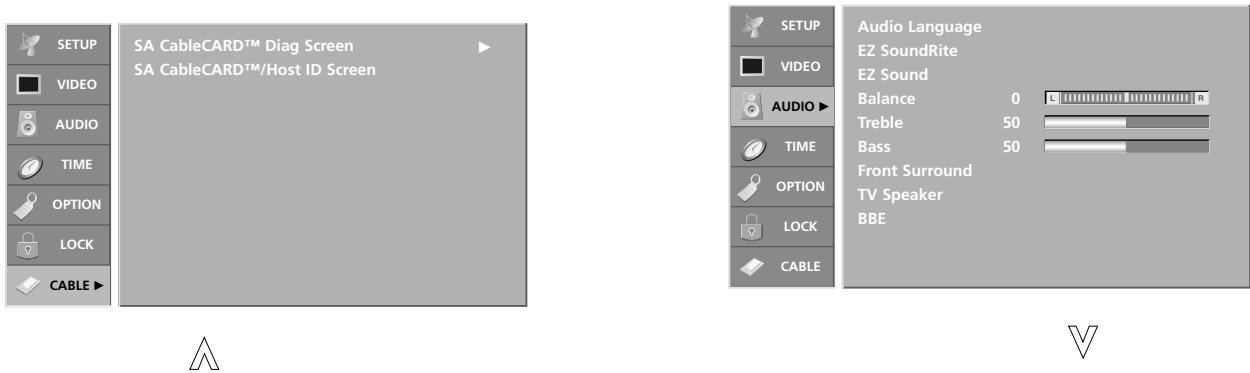 SETUP
VIDEO
AUDIO
TIME
OPTION
LOCK
CABLE ►
SA CableCARD™ Diag Screen ►
SA CableCARD™/Host ID Screen
SETUP
VIDEO
AUDIO ►
TIME
OPTION
LOCK
CABLE
Audio Language
EZ SoundRite
EZ Sound
Balance 0 L R
Treble 50
Bass 50
Front Surround
TV Speaker
BBE